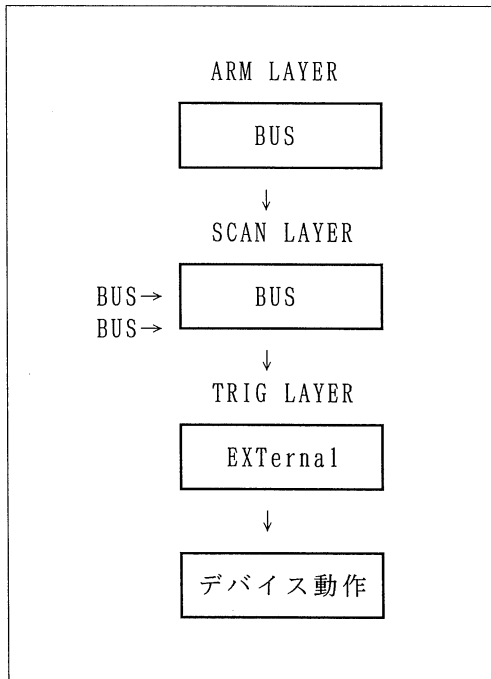 ARM LAYER
BUS
↓
SCAN LAYER
BUS→ BUS
BUS→
↓
TRIG LAYER
EXTernal
↓
デバイス動作